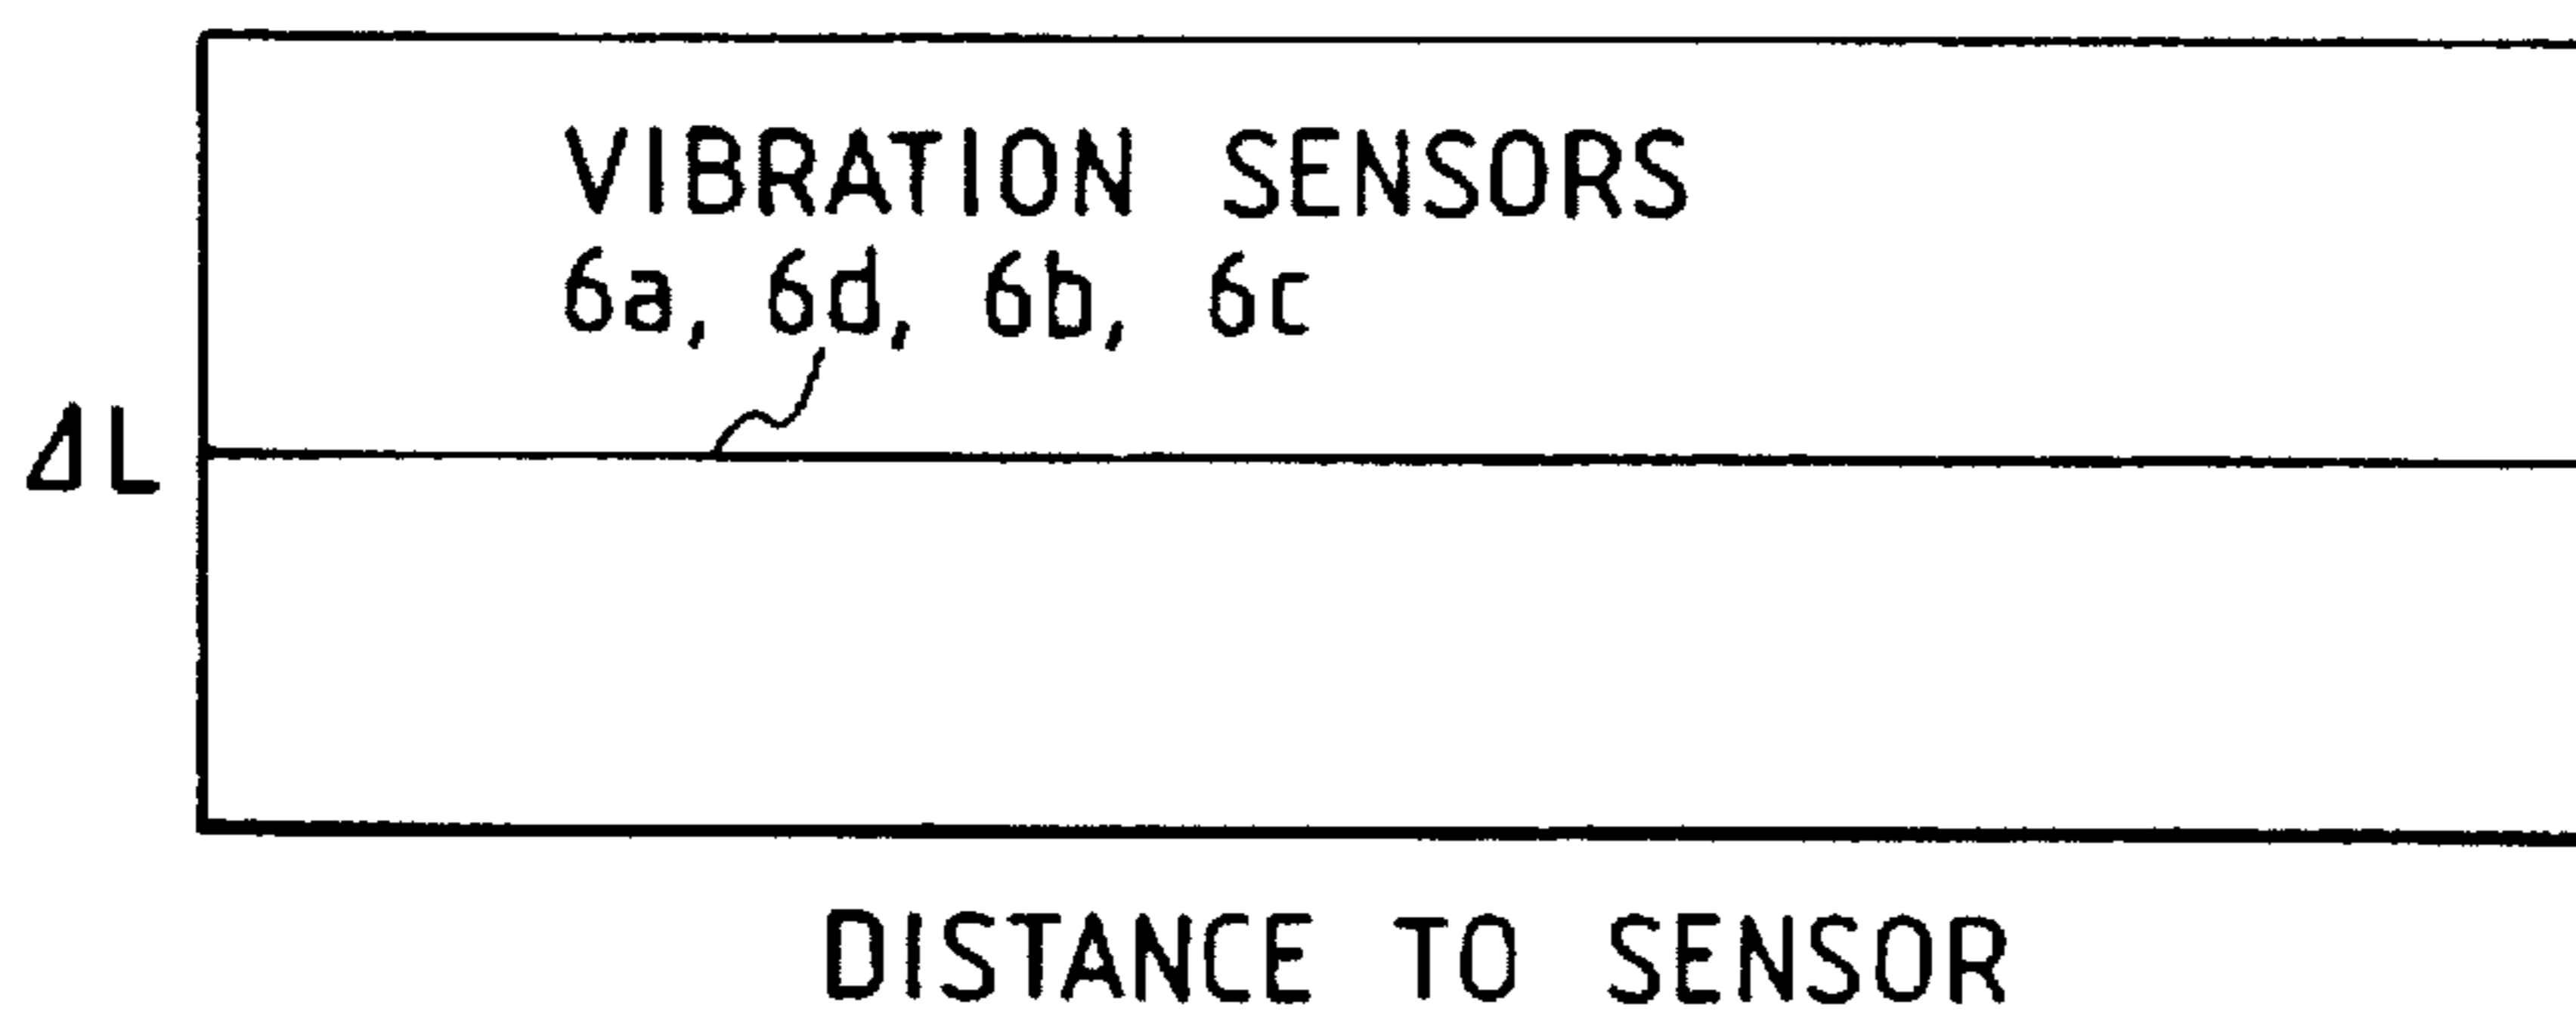 VIBRATION SENSORS
6a, 6d, 6b, 6c
ΔL
DISTANCE TO SENSOR